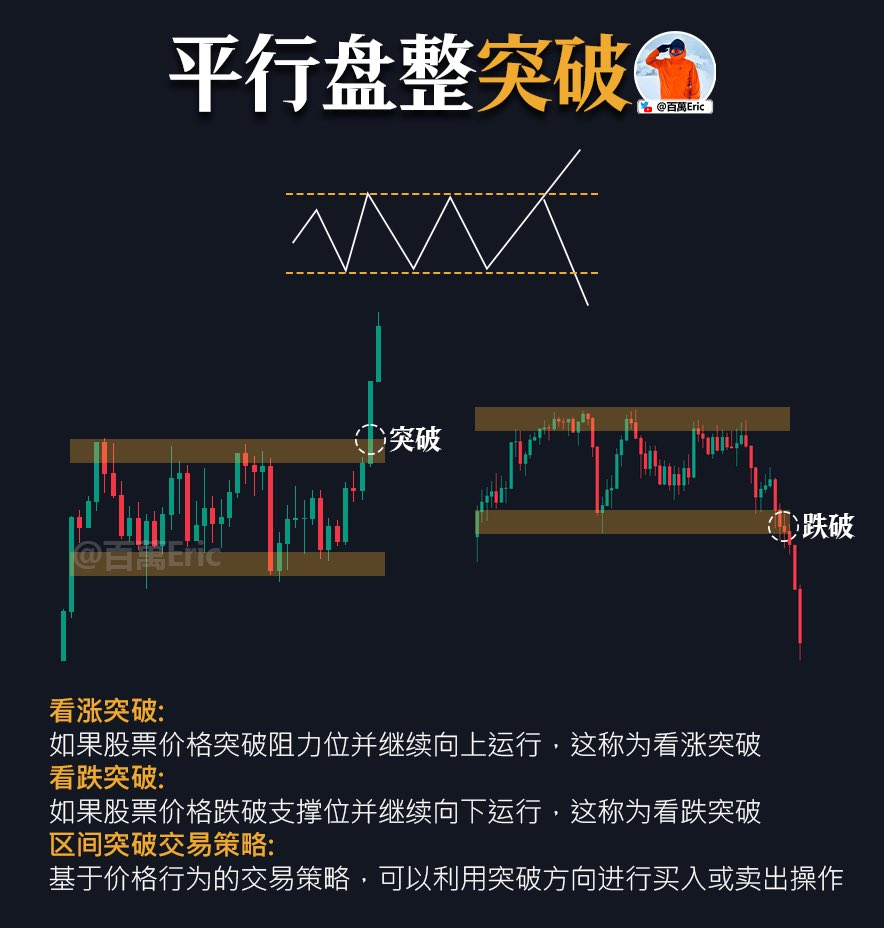 平行盘整突破
@百萬Eric
突破
跌破
@百萬Eric
看涨突破:
如果股票价格突破阻力位并继续向上运行，这称为看涨突破
看跌突破:
如果股票价格跌破支撑位并继续向下运行，这称为看跌突破
区间突破交易策略:
基于价格行为的交易策略，可以利用突破方向进行买入或卖出操作